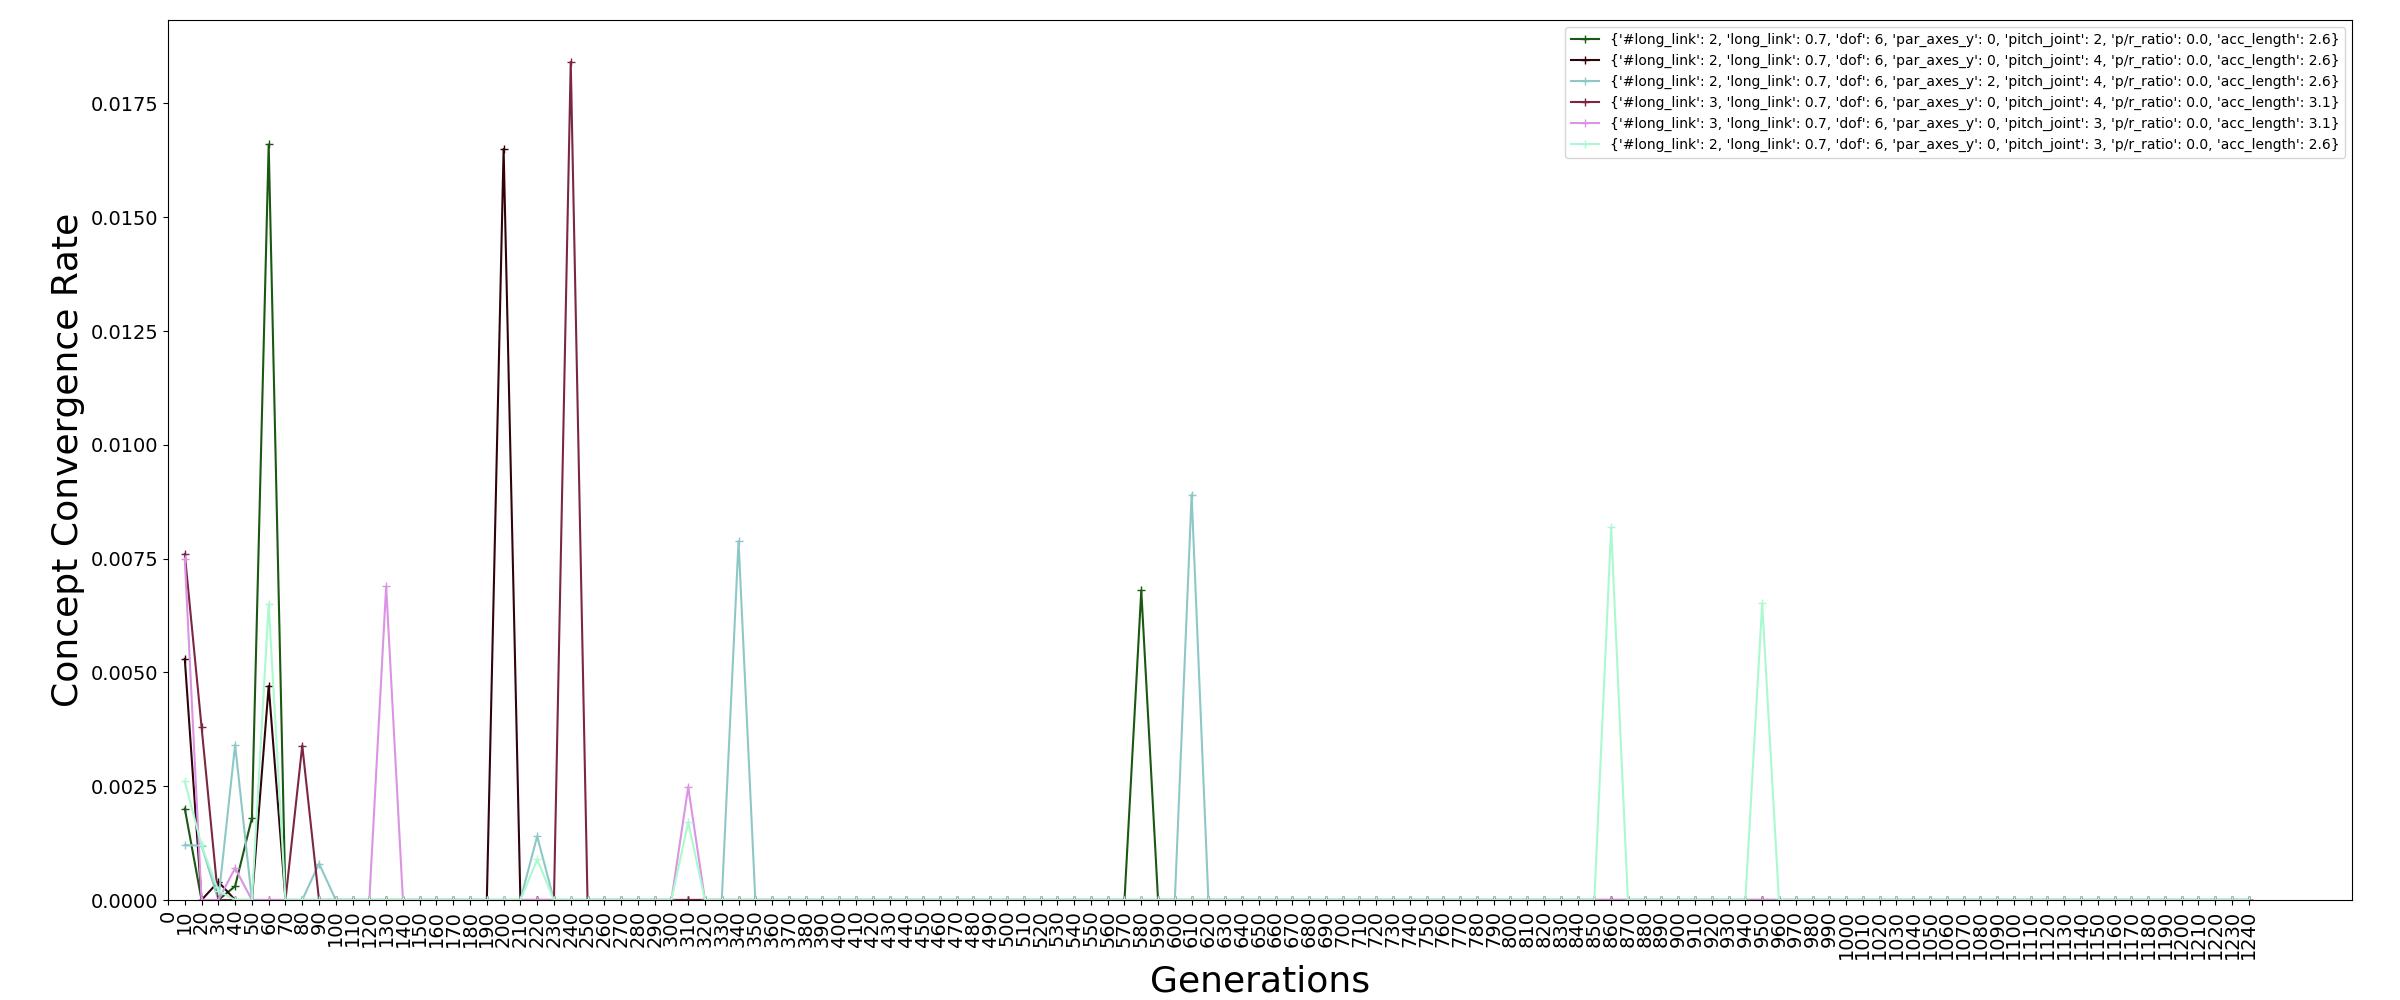 {'#long_link': 2, 'long_link': 0.7, 'dof': 6, 'par_axes_y': 0, 'pitch_joint': 2, 'p/r_ratio': 0.0, 'acc_length': 2.6}
{'#long_link': 2, 'long_link': 0.7, 'dof': 6, 'par_axes_y': 0, 'pitch_joint': 4, 'p/r_ratio': 0.0, 'acc_length': 2.6}
{'#long_link': 2, 'long_link': 0.7, 'dof': 6, 'par_axes_y': 2, 'pitch_joint': 4, 'p/r_ratio': 0.0, 'acc_length': 2.6}
{'#long_link': 3, 'long_link': 0.7, 'dof': 6, 'par_axes_y': 0, 'pitch_joint': 4, 'p/r_ratio': 0.0, 'acc_length': 3.1}
{'#long_link': 3, 'long_link': 0.7, 'dof': 6, 'par_axes_y': 0, 'pitch_joint': 3, 'p/r_ratio': 0.0, 'acc_length': 3.1}
{'#long_link': 2, 'long_link': 0.7, 'dof': 6, 'par_axes_y': 0, 'pitch_joint': 3, 'p/r_ratio': 0.0, 'acc_length': 2.6}
Concept Convergence Rate
0.0175
0.0150
0.0125
0.0100
0.0075
0.0050
0.0025
0.0000
0 10 20 30 40 50 60 70 80 90 100 110 120 130 140 150 160 170 180 190 200 210 220 230 240 250 260 270 280 290 300 310 320 330 340 350 360 370 380 390 400 410 420 430 440 450 460 470 480 490 500 510 520 530 540 550 560 570 580 590 600 610 620 630 640 650 660 670 680 690 700 710 720 730 740 750 760 770 780 790 800 810 820 830 840 850 860 870 880 890 900 910 920 930 940 950 960 970 980 990 1000 1010 1020 1030 1040 1050 1060 1070 1080 1090 1100 1110 1120 1130 1140 1150 1160 1170 1180 1190 1200 1210 1220 1230 1240
Generations